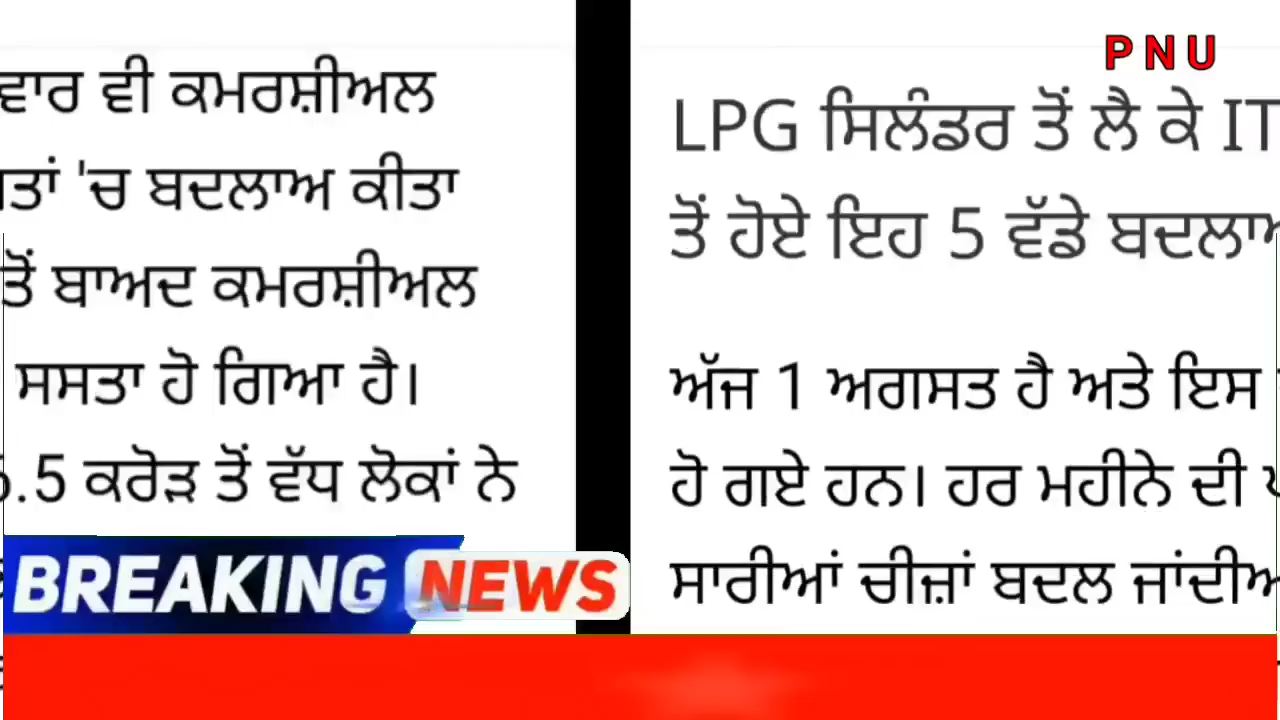 ਵਾਰ ਵੀ ਕਮਰਸ਼ੀਅਲ
'ਚ ਬਦਲਾਅ ਕੀਤਾ
ਤੋਂ ਬਾਅਦ ਕਮਰਸ਼ੀਅਲ
ਸਸਤਾ ਹੋ ਗਿਆ ਹੈ।
.5 ਕਰੋੜ ਤੋਂ ਵੱਧ ਲੋਕਾਂ ਨੇ
BREAKING NEWS
PNU
LPG ਸਿਲੰਡਰ ਤੋਂ ਲੈ ਕੇ IT
ਤੋਂ ਹੋਏ ਇਹ 5 ਵੱਡੇ ਬਦਲਾਅ
ਅੱਜ 1 ਅਗਸਤ ਹੈ ਅਤੇ ਇਸ
ਹੋ ਗਏ ਹਨ। ਹਰ ਮਹੀਨੇ ਦੀ
ਸਾਰੀਆਂ ਚੀਜ਼ਾਂ ਬਦਲ